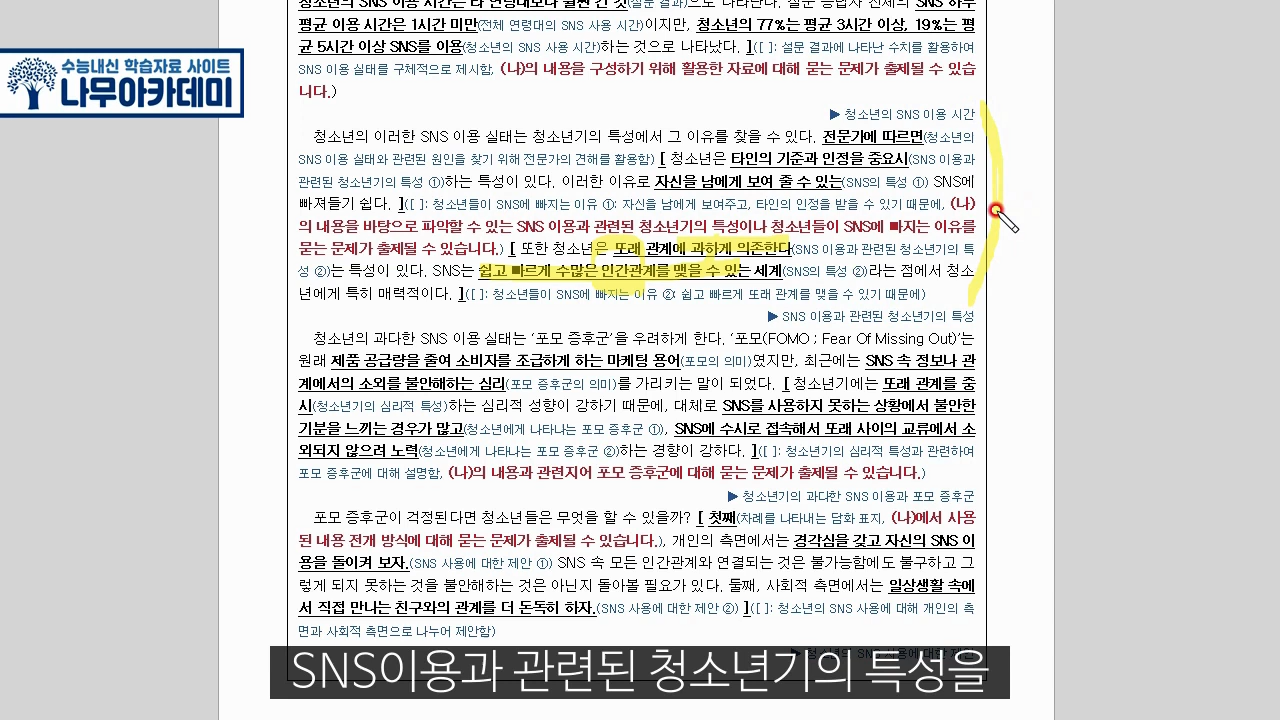 청소년의 SNS 이용 시간은 타 연령대보다 훨씬 긴 것(설문 결과)으로 나타난다. 설문 응답자 전체의 SNS 하루
평균 이용 시간은 1시간 미만(전체 연령대의 SNS 사용 시간)이지만, 청소년의 77%는 평균 3시간 이상, 19%는 평
균 5시간 이상 SNS를 이용(청소년의 SNS 사용 시간)하는 것으로 나타났다. ]([ ]: 설문 결과에 나타난 수치를 활용하여
SNS 이용 실태를 구체적으로 제시함, (나)의 내용을 구성하기 위해 활용한 자료에 대해 묻는 문제가 출제될 수 있습
니다.)
수능내신 학습자료 사이트
나무아카데미
▶ 청소년의 SNS 이용 시간
청소년의 이러한 SNS 이용 실태는 청소년기의 특성에서 그 이유를 찾을 수 있다. 전문가에 따르면(청소년의
SNS 이용 실태와 관련된 원인을 찾기 위해 전문가의 견해를 활용함) [ 청소년은 타인의 기준과 인정을 중요시(SNS 이용과
관련된 청소년기의 특성 ①)하는 특성이 있다. 이러한 이유로 자신을 남에게 보여 줄 수 있는(SNS의 특성 ①) SNS에
빠져들기 쉽다. ]([ ]: 청소년들이 SNS에 빠지는 이유 ①: 자신을 남에게 보여주고, 타인의 인정을 받을 수 있기 때문에, (나)
의 내용을 바탕으로 파악할 수 있는 SNS 이용과 관련된 청소년기의 특성이나 청소년들이 SNS에 빠지는 이유를
묻는 문제가 출제될 수 있습니다.) [ 또한 청소년은 또래 관계에 과하게 의존한다(SNS 이용과 관련된 청소년기의 특
성 ②)는 특성이 있다. SNS는 쉽고 빠르게 수많은 인간관계를 맺을 수 있는 세계(SNS의 특성 ②)라는 점에서 청소
년에게 특히 매력적이다. ]([ ]: 청소년들이 SNS에 빠지는 이유 ②: 쉽고 빠르게 또래 관계를 맺을 수 있기 때문에)
▶ SNS 이용과 관련된 청소년기의 특성
청소년의 과다한 SNS 이용 실태는 ‘포모 증후군’을 우려하게 한다. ‘포모(FOMO ; Fear Of Missing Out)’는
원래 제품 공급량을 줄여 소비자를 조급하게 하는 마케팅 용어(포모의 의미)였지만, 최근에는 SNS 속 정보나 관
계에서의 소외를 불안해하는 심리(포모 증후군의 의미)를 가리키는 말이 되었다. [ 청소년기에는 또래 관계를 중
시(청소년기의 심리적 특성)하는 심리적 성향이 강하기 때문에, 대체로 SNS를 사용하지 못하는 상황에서 불안한
기분을 느끼는 경우가 많고(청소년에게 나타나는 포모 증후군 ①), SNS에 수시로 접속해서 또래 사이의 교류에서 소
외되지 않으려 노력(청소년에게 나타나는 포모 증후군 ②)하는 경향이 강하다. ]([ ]: 청소년기의 심리적 특성과 관련하여
포모 증후군에 대해 설명함, (나)의 내용과 관련지어 포모 증후군에 대해 묻는 문제가 출제될 수 있습니다.)
▶ 청소년기의 과다한 SNS 이용과 포모 증후군
포모 증후군이 걱정된다면 청소년들은 무엇을 할 수 있을까? [ 첫째(차례를 나타내는 담화 표지, (나)에서 사용
된 내용 전개 방식에 대해 묻는 문제가 출제될 수 있습니다.), 개인의 측면에서는 경각심을 갖고 자신의 SNS 이
용을 돌이켜 보자.(SNS 사용에 대한 제안 ①) SNS 속 모든 인간관계와 연결되는 것은 불가능함에도 불구하고 그
렇게 되지 못하는 것을 불안해하는 것은 아닌지 돌아볼 필요가 있다. 둘째, 사회적 측면에서는 일상생활 속에
서 직접 만나는 친구와의 관계를 더 돈독히 하자.(SNS 사용에 대한 제안 ②) ]([ ]: 청소년의 SNS 사용에 대해 개인의 측
면과 사회적 측면으로 나누어 제안함)
▶ 청소년의 SNS 사용에 대한 제안
SNS이용과 관련된 청소년기의 특성을